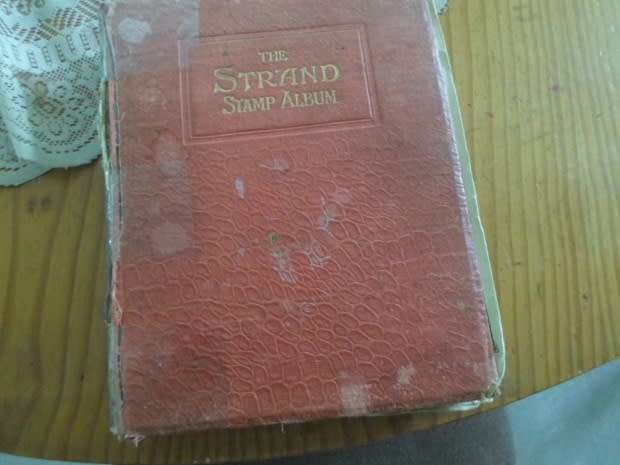 THE
STRAND
STAMP ALBUM